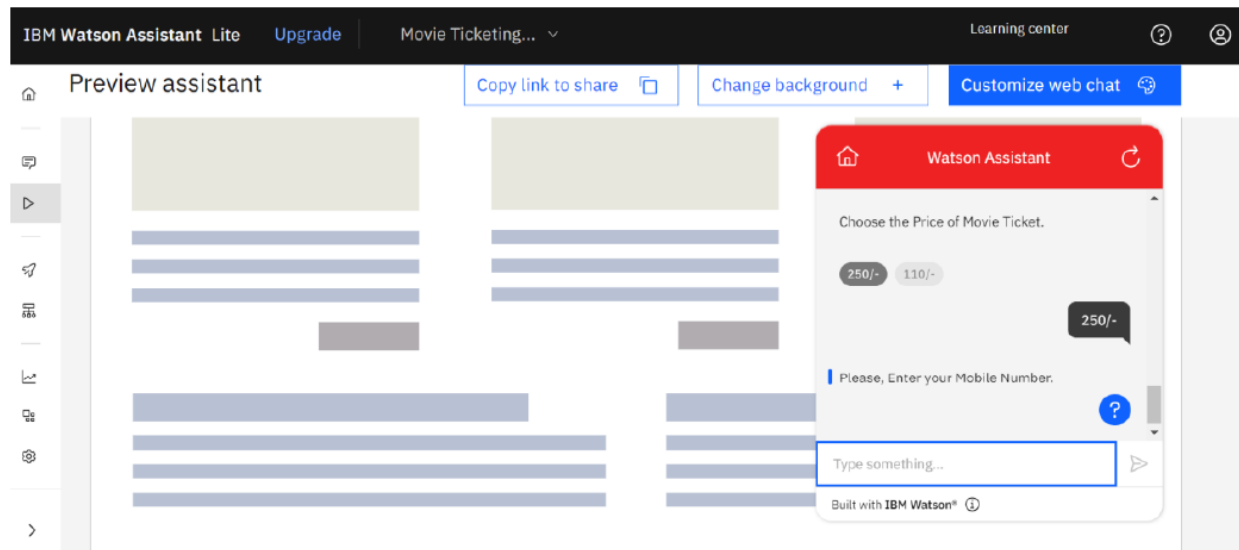 IBM Watson Assistant Lite Upgrade Movie Ticketing... Learning center
Preview assistant Copy link to share Change background + Customize web chat
Watson Assistant
Choose the Price of Movie Ticket.
250/- 110/-
250/-
Please, Enter your Mobile Number.
?
Type something...
Built with IBM Watson®